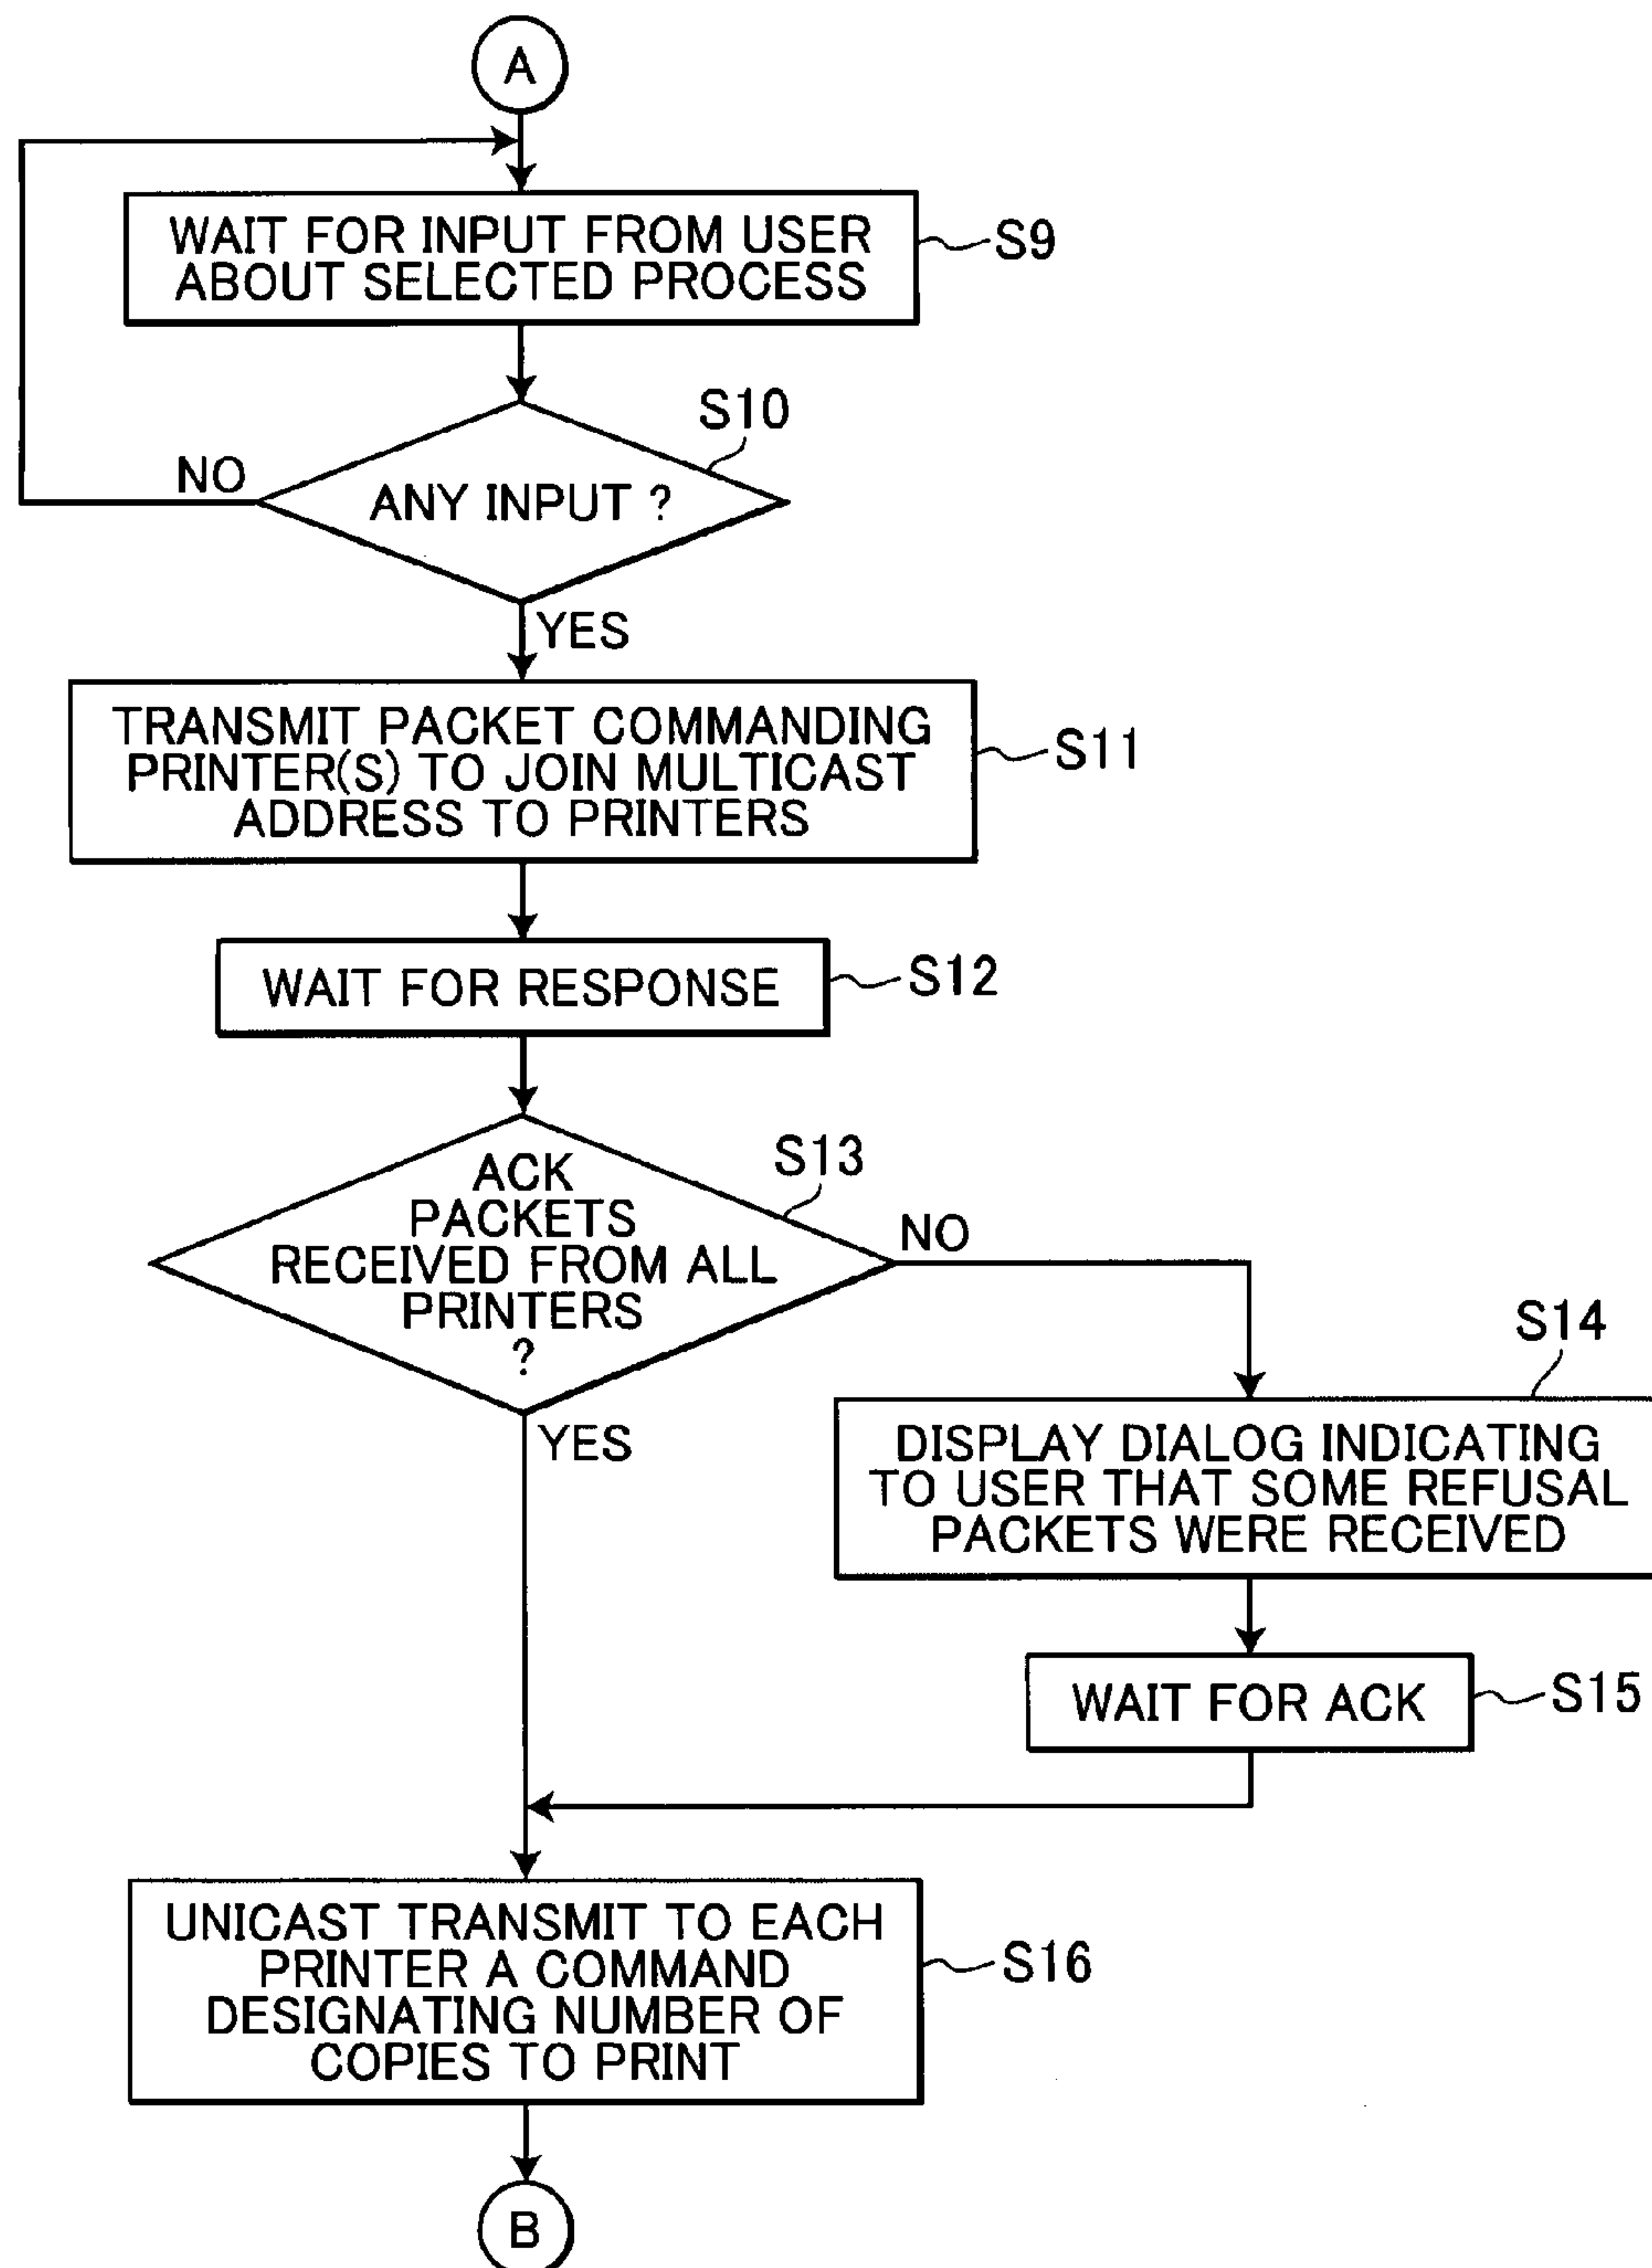 A
WAIT FOR INPUT FROM USER
ABOUT SELECTED PROCESS
S9
S10
NO
ANY INPUT ?
YES
TRANSMIT PACKET COMMANDING
PRINTER(S) TO JOIN MULTICAST
ADDRESS TO PRINTERS
S11
WAIT FOR RESPONSE
S12
S13
ACK
PACKETS
RECEIVED FROM ALL
PRINTERS
?
NO
YES
S14
DISPLAY DIALOG INDICATING
TO USER THAT SOME REFUSAL
PACKETS WERE RECEIVED
WAIT FOR ACK
S15
UNICAST TRANSMIT TO EACH
PRINTER A COMMAND
DESIGNATING NUMBER OF
COPIES TO PRINT
S16
B